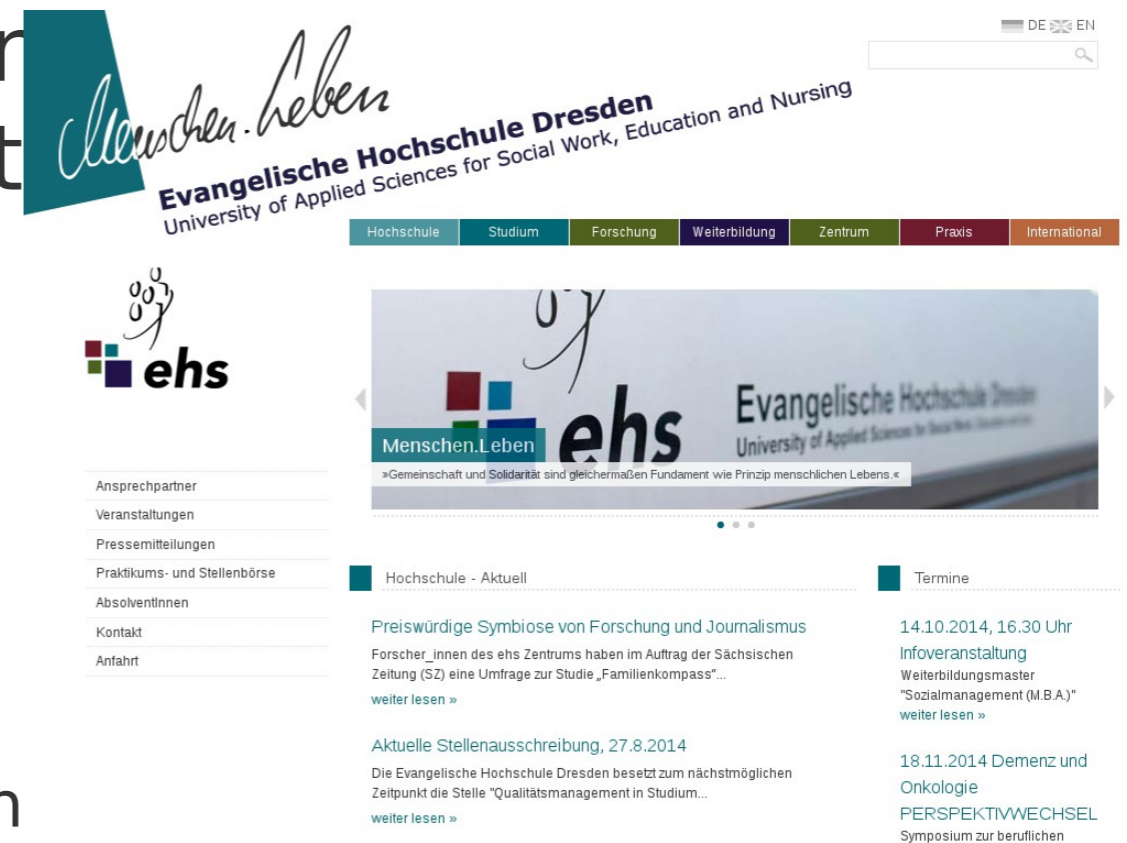 DE EN
Menschen.Leben
Evangelische Hochschule Dresden
University of Applied Sciences for Social Work, Education and Nursing
Hochschule Studium Forschung Weiterbildung Zentrum Praxis International
ehs
ehs
Evangelische Hochschule Dresden
University of Applied Sciences for Social Work, Education and Nursing
Menschen.Leben
»Gemeinschaft und Solidarität sind gleichermaßen Fundament wie Prinzip menschlichen Lebens.«
Ansprechpartner
Veranstaltungen
Pressemitteilungen
Praktikums- und Stellenbörse
AbsolventInnen
Kontakt
Anfahrt
Hochschule - Aktuell
Preiswürdige Symbiose von Forschung und Journalismus
Forscher_innen des ehs Zentrums haben im Auftrag der Sächsischen
Zeitung (SZ) eine Umfrage zur Studie „Familienkompass“...
weiter lesen »
Aktuelle Stellenausschreibung, 27.8.2014
Die Evangelische Hochschule Dresden besetzt zum nächstmöglichen
Zeitpunkt die Stelle "Qualitätsmanagement in Studium...
weiter lesen »
Termine
14.10.2014, 16.30 Uhr
Infoveranstaltung
Weiterbildungsmaster
"Sozialmanagement (M.B.A.)"
weiter lesen »
18.11.2014 Demenz und
Onkologie
PERSPEKTIVWECHSEL
Symposium zur beruflichen